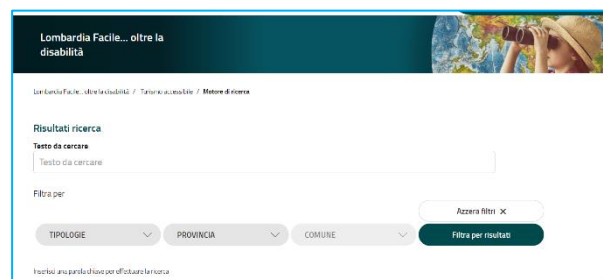 Lombardia Facile... oltre la
disabilità
Lombardia Facile... oltre la disabilità / Turismo accessibile / Motore di ricerca
Risultati ricerca
Testo da cercare
Testo da cercare
Filtra per
Azzera filtri ×
TIPOLOGIE PROVINCIA COMUNE Filtra per risultati
Inserisci una parola chiave per effettuare la ricerca